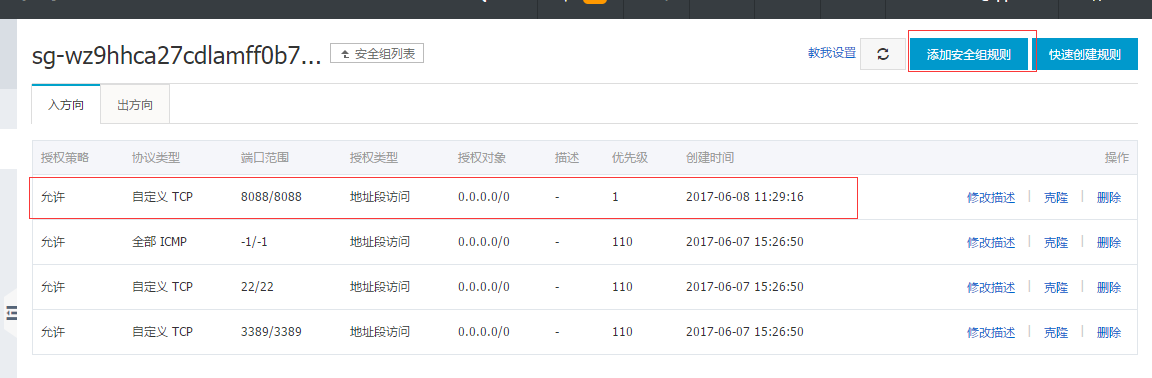 sg-wz9hhca27cdlamff0b7... 安全组列表 教我设置 添加安全组规则 快速创建规则
入方向 出方向
授权策略 协议类型 端口范围 授权类型 授权对象 描述 优先级 创建时间 操作
允许 自定义 TCP 8088/8088 地址段访问 0.0.0.0/0 - 1 2017-06-08 11:29:16 修改描述 | 克隆 | 删除
允许 全部 ICMP -1/-1 地址段访问 0.0.0.0/0 - 110 2017-06-07 15:26:50 修改描述 | 克隆 | 删除
允许 自定义 TCP 22/22 地址段访问 0.0.0.0/0 - 110 2017-06-07 15:26:50 修改描述 | 克隆 | 删除
允许 自定义 TCP 3389/3389 地址段访问 0.0.0.0/0 - 110 2017-06-07 15:26:50 修改描述 | 克隆 | 删除